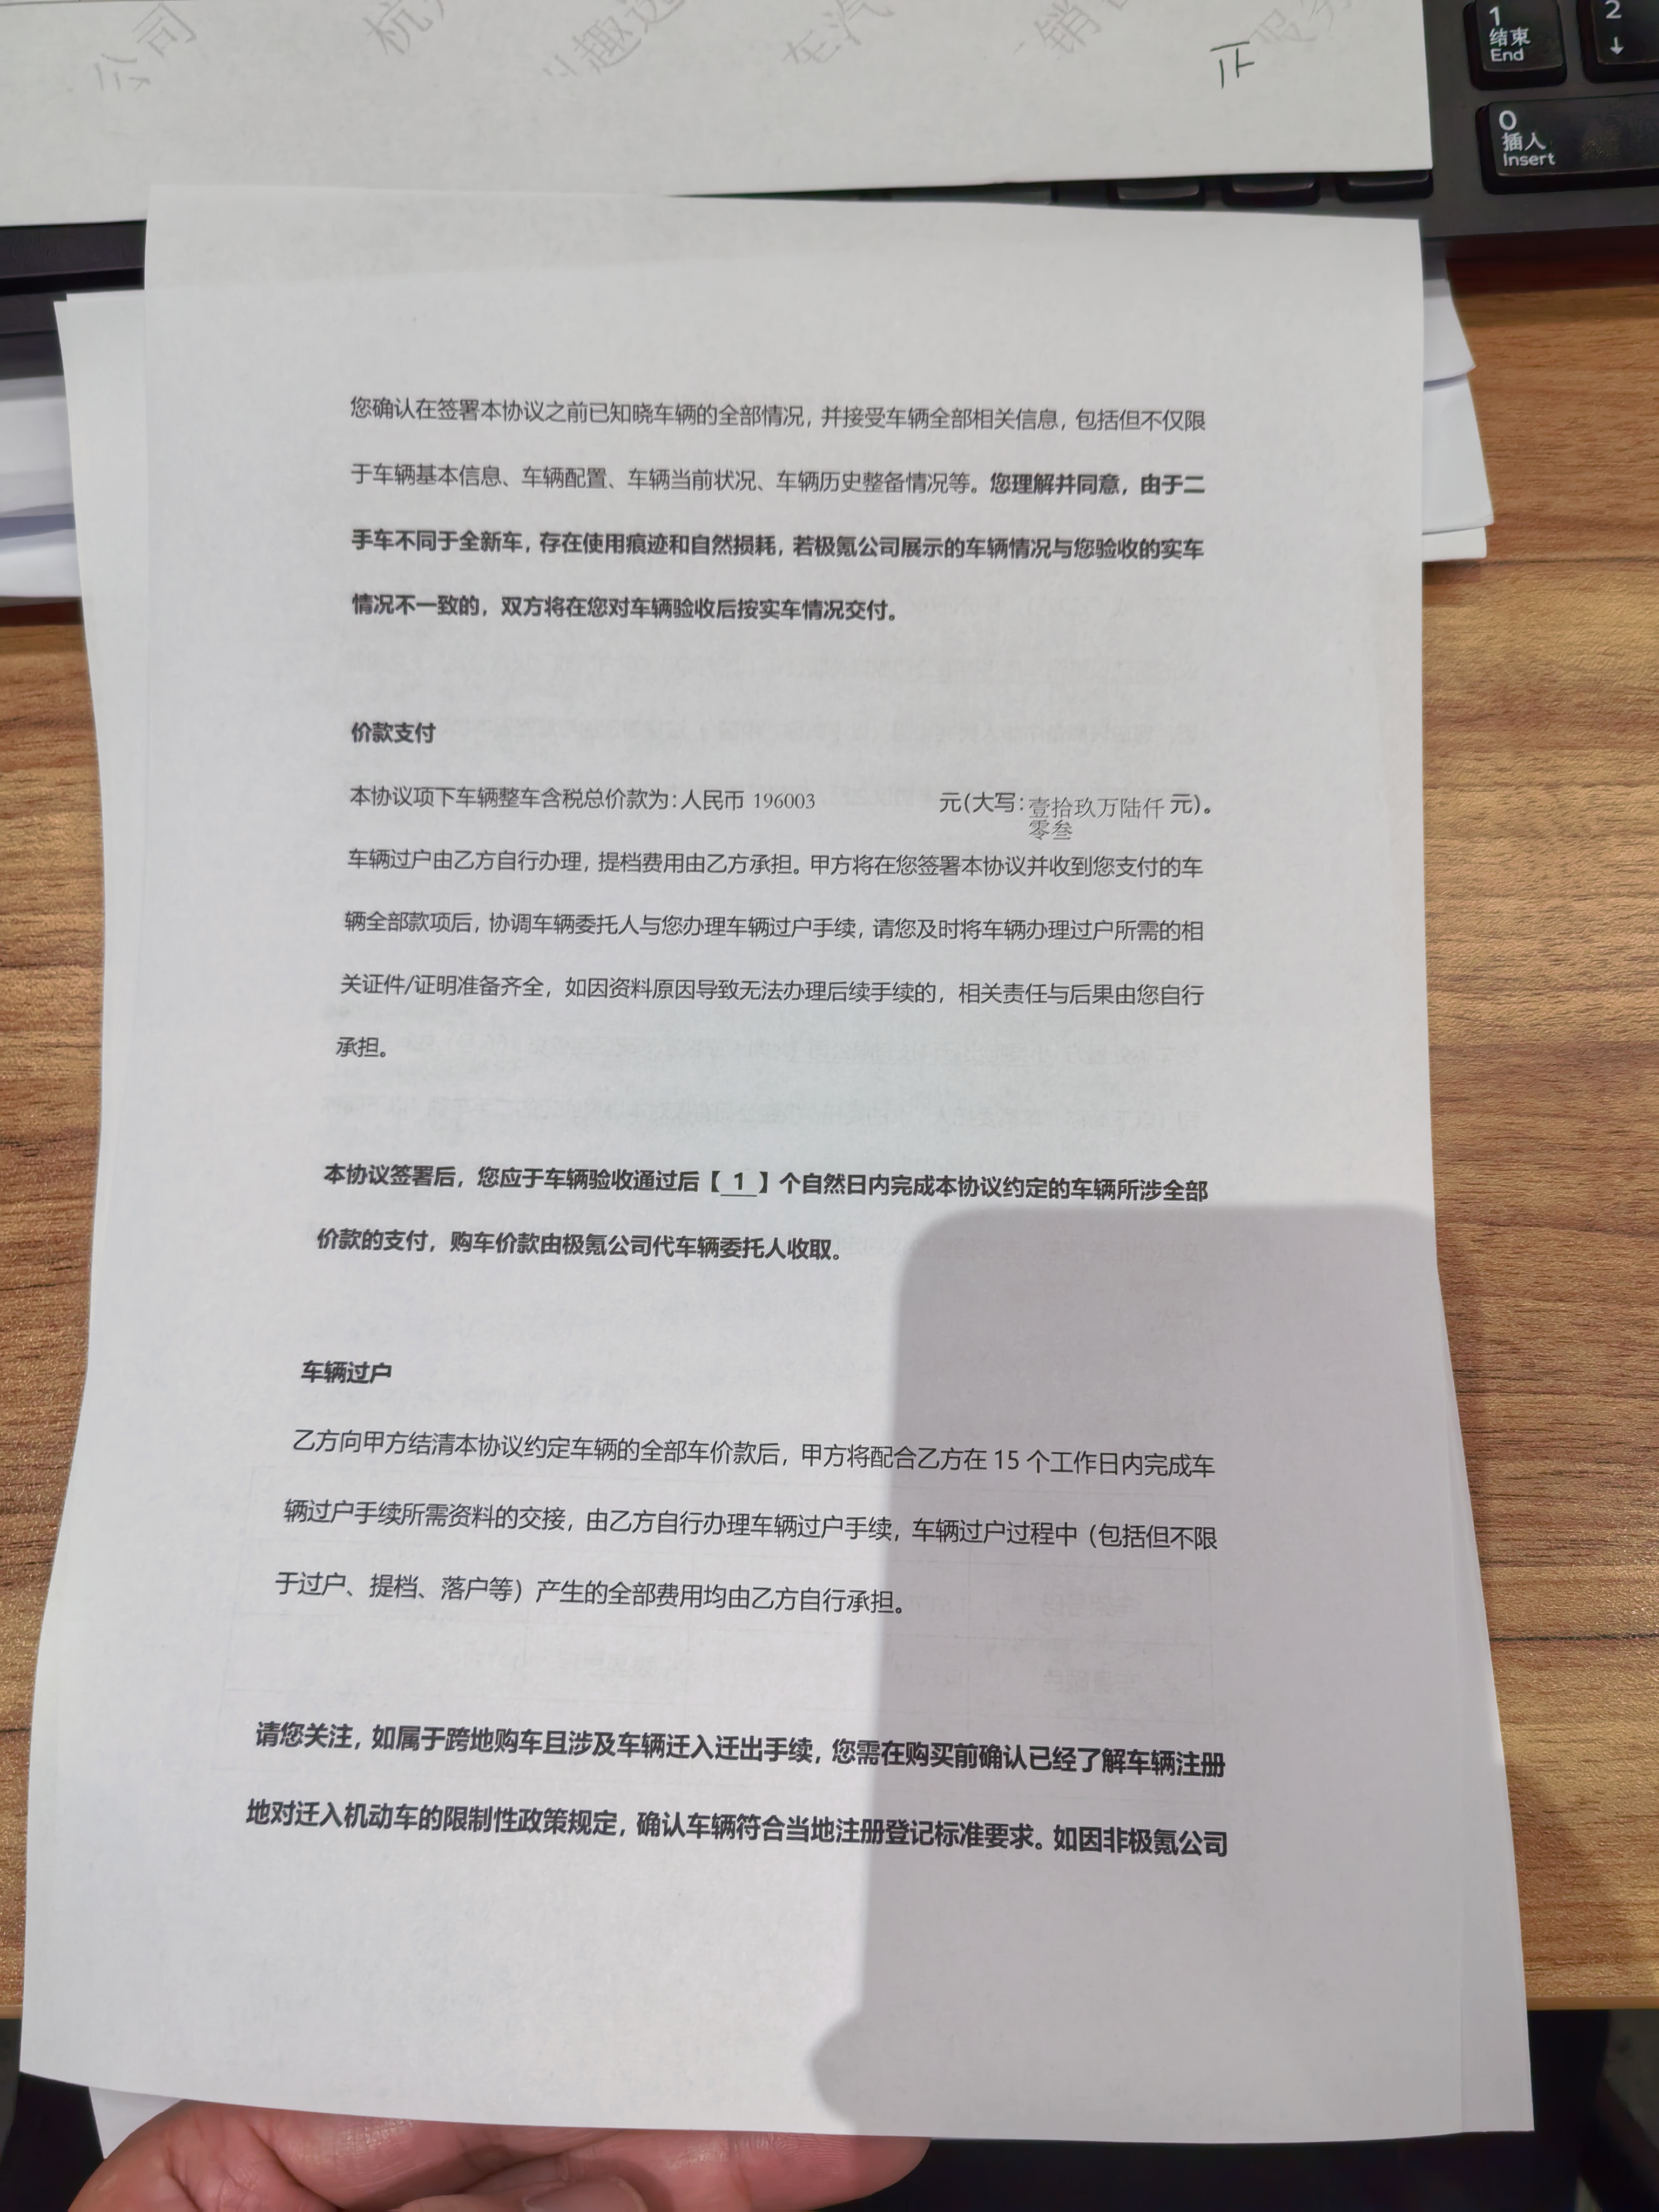 公司
杭
趣
销
正
1
结束
End
2
↓
0
插入
Insert
您确认在签署本协议之前已知晓车辆的全部情况，并接受车辆全部相关信息，包括但不仅限
于车辆基本信息、车辆配置、车辆当前状况、车辆历史整备情况等。您理解并同意，由于二
手车不同于全新车，存在使用痕迹和自然损耗，若极氪公司展示的车辆情况与您验收的实车
情况不一致的，双方将在您对车辆验收后按实车情况交付。
价款支付
本协议项下车辆整车含税总价款为：人民币 196003 元(大写：壹拾玖万陆仟 元)。
零叁
车辆过户由乙方自行办理，提档费用由乙方承担。甲方将在您签署本协议并收到您支付的车
辆全部款项后，协调车辆委托人与您办理车辆过户手续，请您及时将车辆办理过户所需的相
关证件/证明准备齐全，如因资料原因导致无法办理后续手续的，相关责任与后果由您自行
承担。
本协议签署后，您应于车辆验收通过后【 1 】个自然日内完成本协议约定的车辆所涉全部
价款的支付，购车价款由极氪公司代车辆委托人收取。
车辆过户
乙方向甲方结清本协议约定车辆的全部车价款后，甲方将配合乙方在 15 个工作日内完成车
辆过户手续所需资料的交接，由乙方自行办理车辆过户手续，车辆过户过程中（包括但不限
于过户、提档、落户等）产生的全部费用均由乙方自行承担。
请您关注，如属于跨地购车且涉及车辆迁入迁出手续，您需在购买前确认已经了解车辆注册
地对迁入机动车的限制性政策规定，确认车辆符合当地注册登记标准要求。如因非极氪公司